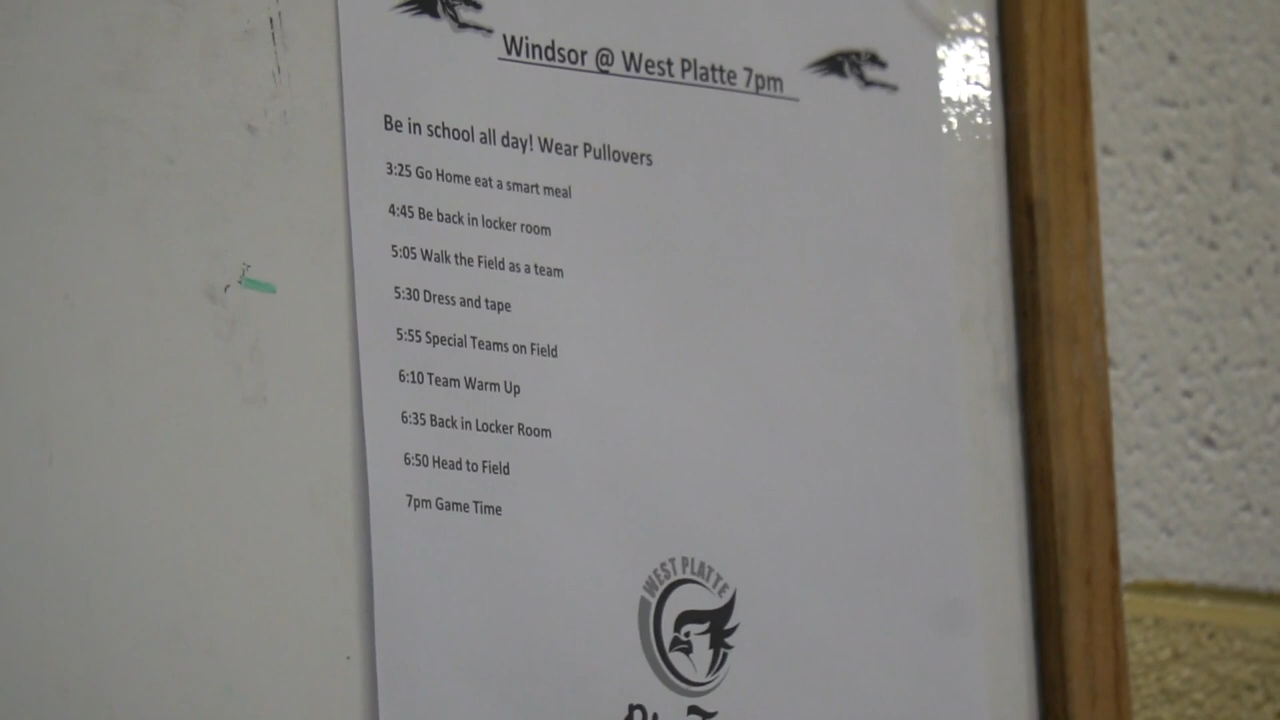 Windsor @ West Platte 7pm
Be in school all day! Wear Pullovers
3:25 Go Home eat a smart meal
4:45 Be back in locker room
5:05 Walk the Field as a team
5:30 Dress and tape
5:55 Special Teams on Field
6:10 Team Warm Up
6:35 Back in Locker Room
6:50 Head to Field
7pm Game Time
WEST PLATTE